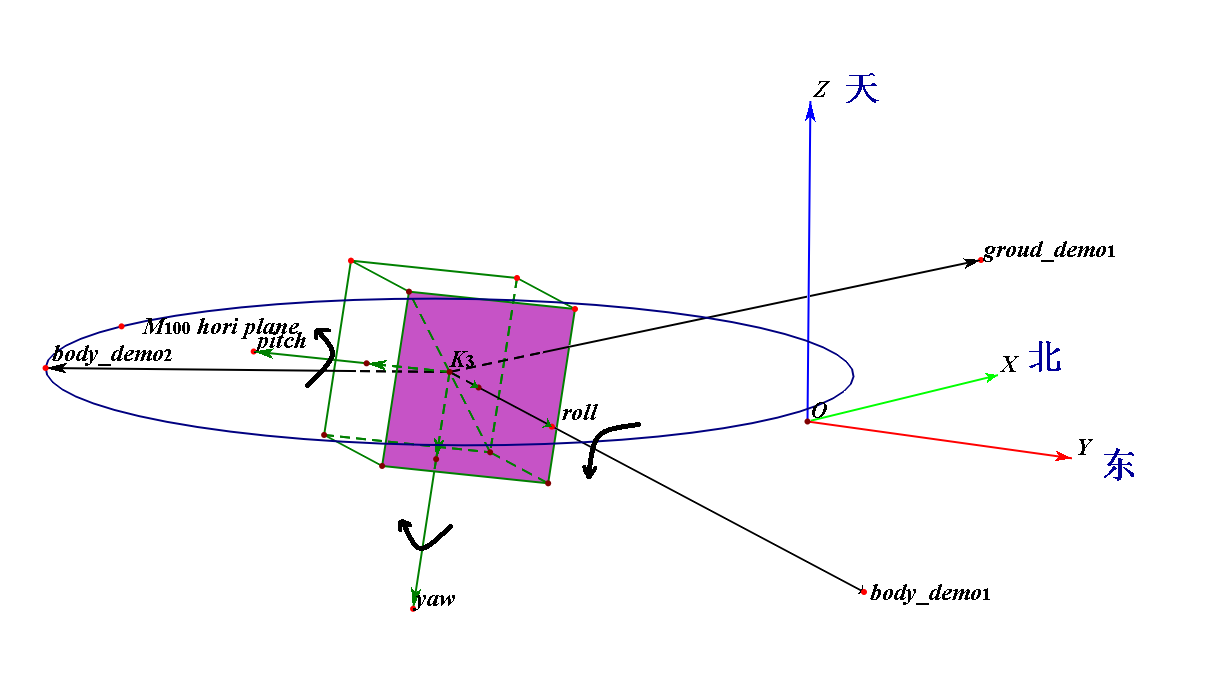 Z 天
groud_demo1
M100 hori plane
pitch
body_demo2
K3
X 北
roll
O
Y 东
body_demo1
yaw